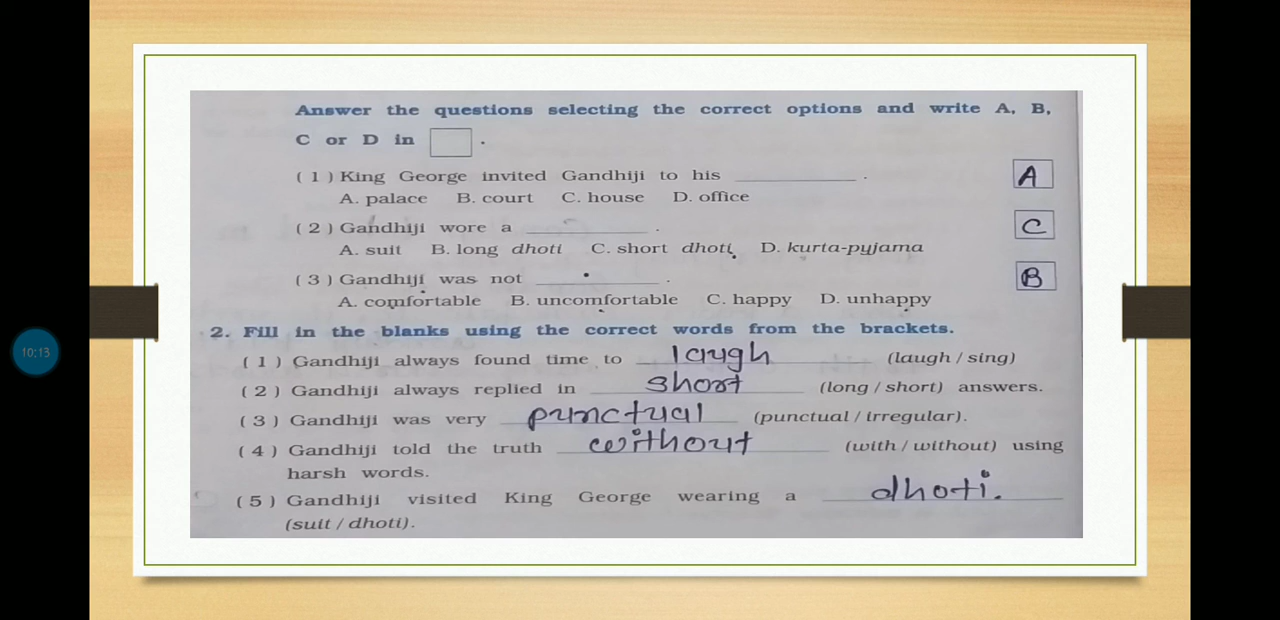 Answer the questions selecting the correct options and write A, B,
C or D in .
( 1 ) King George invited Gandhiji to his ____________ . A
A. palace B. court C. house D. office
( 2 ) Gandhiji wore a ____________ . C
A. suit B. long dhoti C. short dhoti D. kurta-pyjama
( 3 ) Gandhiji was not ____________ . B
A. comfortable B. uncomfortable C. happy D. unhappy
2. Fill in the blanks using the correct words from the brackets.
( 1 ) Gandhiji always found time to laugh (laugh / sing)
( 2 ) Gandhiji always replied in short (long / short) answers.
( 3 ) Gandhiji was very punctual (punctual / irregular).
( 4 ) Gandhiji told the truth without (with / without) using
harsh words.
( 5 ) Gandhiji visited King George wearing a dhoti.
(suit / dhoti).
10:13